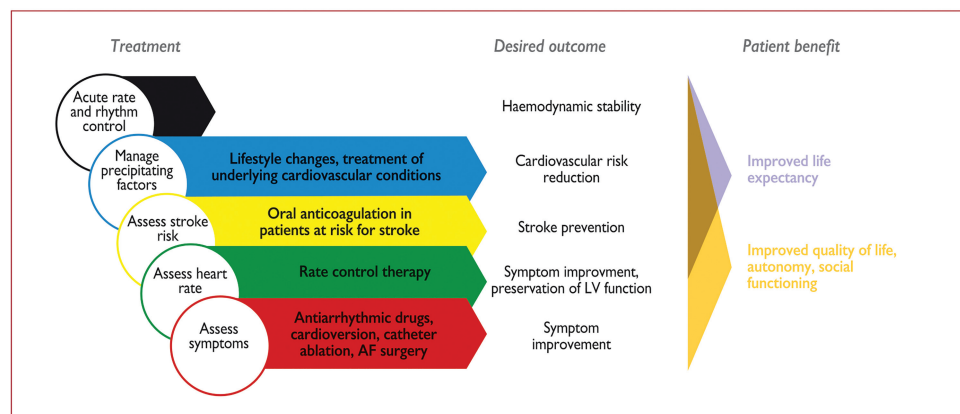 Treatment
Desired outcome
Patient benefit
Acute rate
and rhythm
control
Haemodynamic stability
Manage
precipitating
factors
Lifestyle changes, treatment of
underlying cardiovascular conditions
Cardiovascular risk
reduction
Improved life
expectancy
Assess stroke
risk
Oral anticoagulation in
patients at risk for stroke
Stroke prevention
Assess heart
rate
Rate control therapy
Symptom improvment,
preservation of LV function
Improved quality of life,
autonomy, social
functioning
Assess
symptoms
Antiarrhythmic drugs,
cardioversion, catheter
ablation, AF surgery
Symptom
improvement